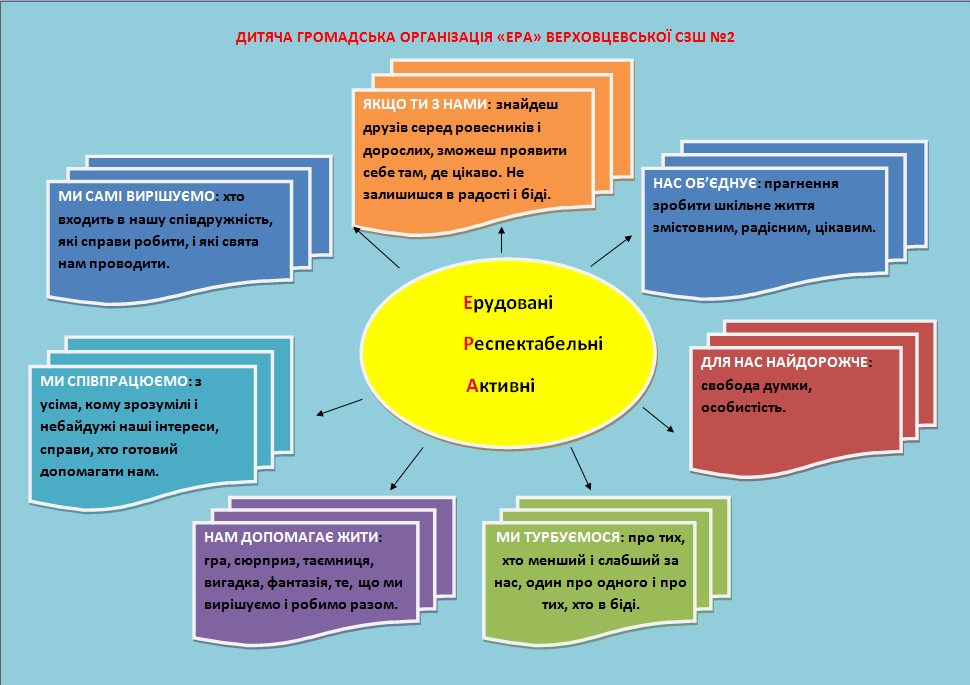 ДИТЯЧА ГРОМАДСЬКА ОРГАНІЗАЦІЯ «ЕРА» ВЕРХОВЦЕВСЬКОЇ СЗШ №2
ЯКЩО ТИ З НАМИ: знайдеш
друзів серед ровесників і
дорослих, зможеш проявити
себе там, де цікаво. Не
залишишся в радості і біді.
МИ САМІ ВИРІШУЄМО: хто
входить в нашу співдружність,
які справи робити, і які свята
нам проводити.
НАС ОБ’ЄДНУЄ: прагнення
зробити шкільне життя
змістовним, радісним, цікавим.
Ерудовані
Респектабельні
Активні
МИ СПІВПРАЦЮЄМО: з
усіма, кому зрозумілі і
небайдужі наші інтереси,
справи, хто готовий
допомагати нам.
ДЛЯ НАС НАЙДОРОЖЧЕ:
свобода думки,
особистість.
НАМ ДОПОМАГАЄ ЖИТИ:
гра, сюрприз, таємниця,
вигадка, фантазія, те, що ми
вирішуємо і робимо разом.
МИ ТУРБУЄМОСЯ: про тих,
хто менший і слабший за
нас, один про одного і про
тих, хто в біді.